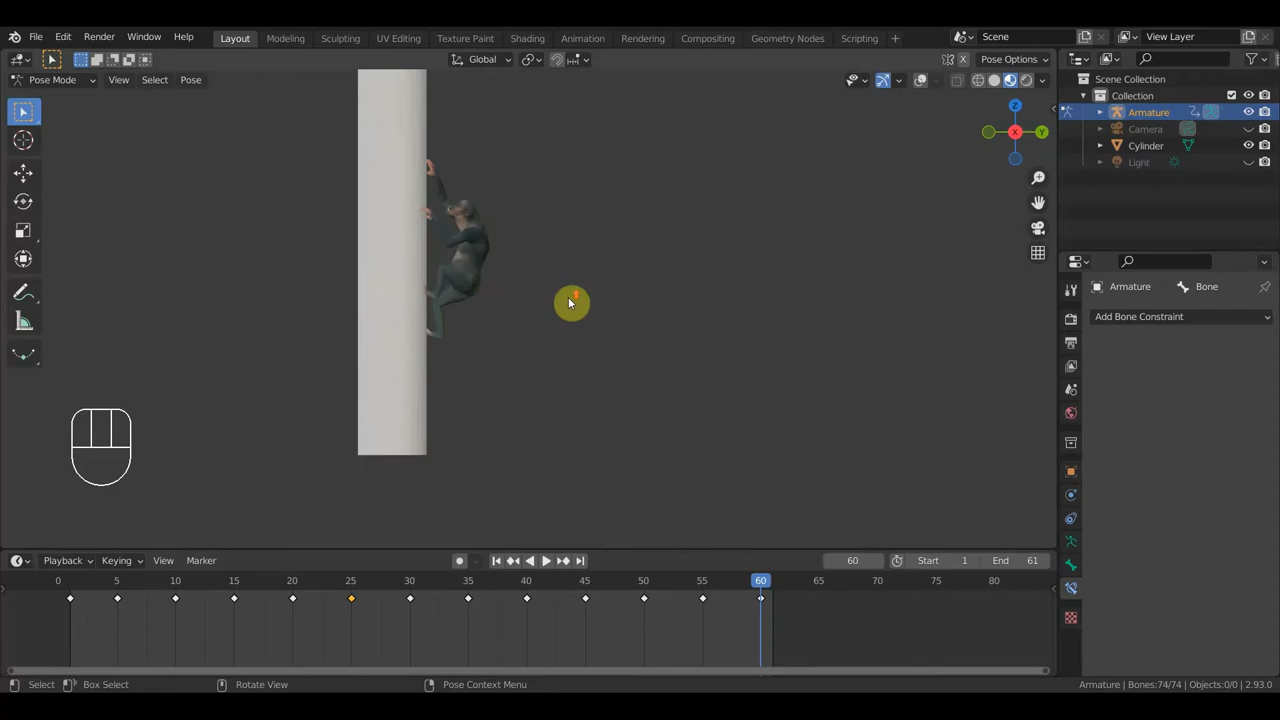 File Edit Render Window Help Layout Modeling Sculpting UV Editing Texture Paint Shading Animation Rendering Compositing Geometry Nodes Scripting + Scene View Layer
Global Pose Options
Pose Mode View Select Pose
Scene Collection
Collection
Armature
Camera
Cylinder
Light
Z
X
Y
Armature > Bone
Add Bone Constraint
Playback Keying View Marker 60 Start 1 End 61
0 5 10 15 20 25 30 35 40 45 50 55 60 65 70 75 80
Select Box Select Rotate View Pose Context Menu Armature | Bones:74/74 | Objects:0/0 | 2.93.0